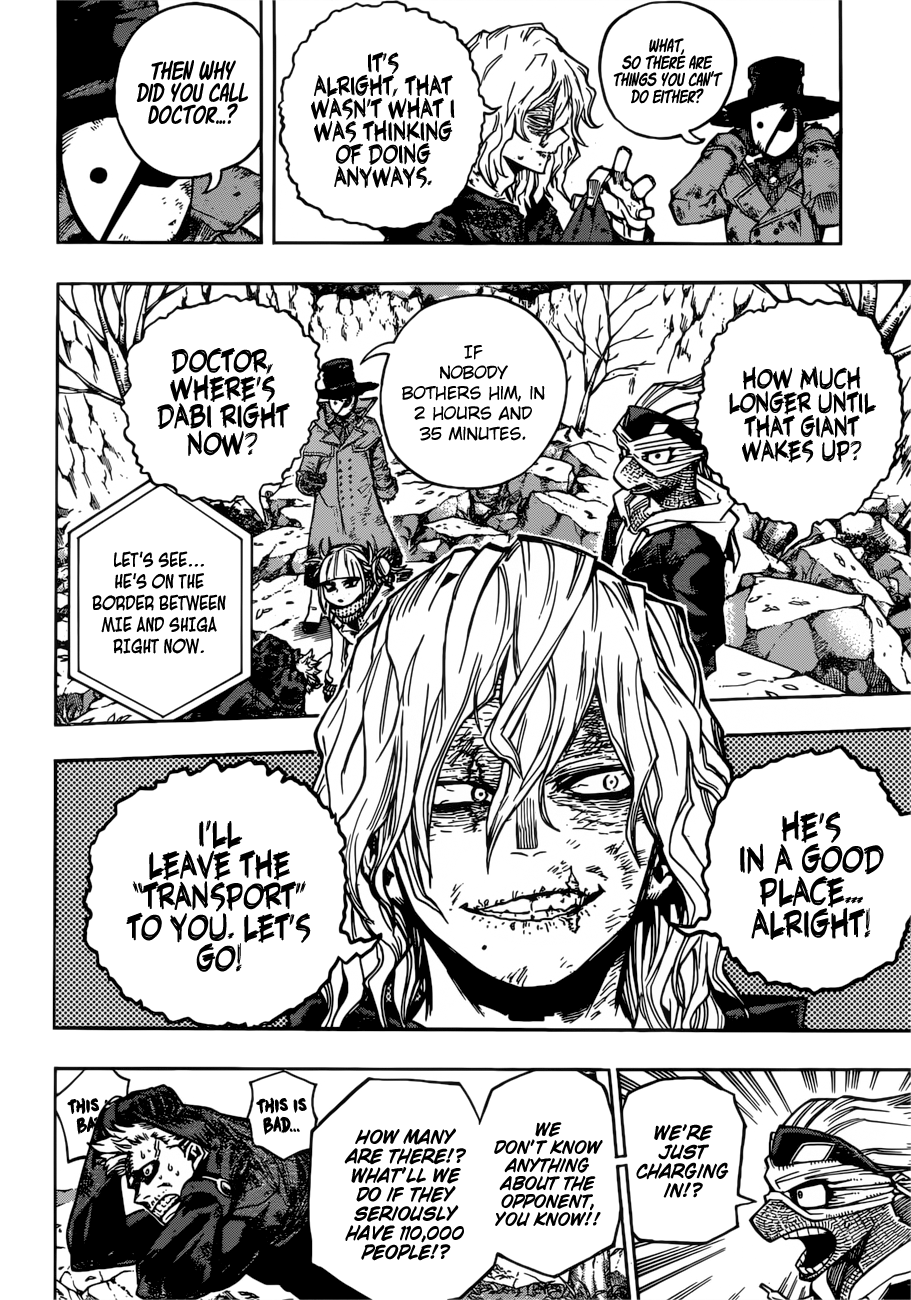 WHAT,
SO THERE ARE
THINGS YOU CAN'T
DO EITHER?
IT'S
ALRIGHT, THAT
WASN'T WHAT I
WAS THINKING
OF DOING
ANYWAYS.
THEN WHY
DID YOU CALL
DOCTOR...?
HOW MUCH
LONGER UNTIL
THAT GIANT
WAKES UP?
IF
NOBODY
BOTHERS HIM, IN
2 HOURS AND
35 MINUTES.
DOCTOR,
WHERE'S
DABI RIGHT
NOW?
LET'S SEE...
HE'S ON THE
BORDER BETWEEN
MIE AND SHIGA
RIGHT NOW.
HE'S
IN A GOOD
PLACE...
ALRIGHT!
I'LL
LEAVE THE
"TRANSPORT"
TO YOU. LET'S
GO!
WE'RE
JUST
CHARGING
IN!?
WE
DON'T KNOW
ANYTHING
ABOUT THE
OPPONENT,
YOU KNOW!!
HOW MANY
ARE THERE!?
WHAT'LL WE
DO IF THEY
SERIOUSLY
HAVE 110,000
PEOPLE!?
THIS IS
BAD...
THIS
BA